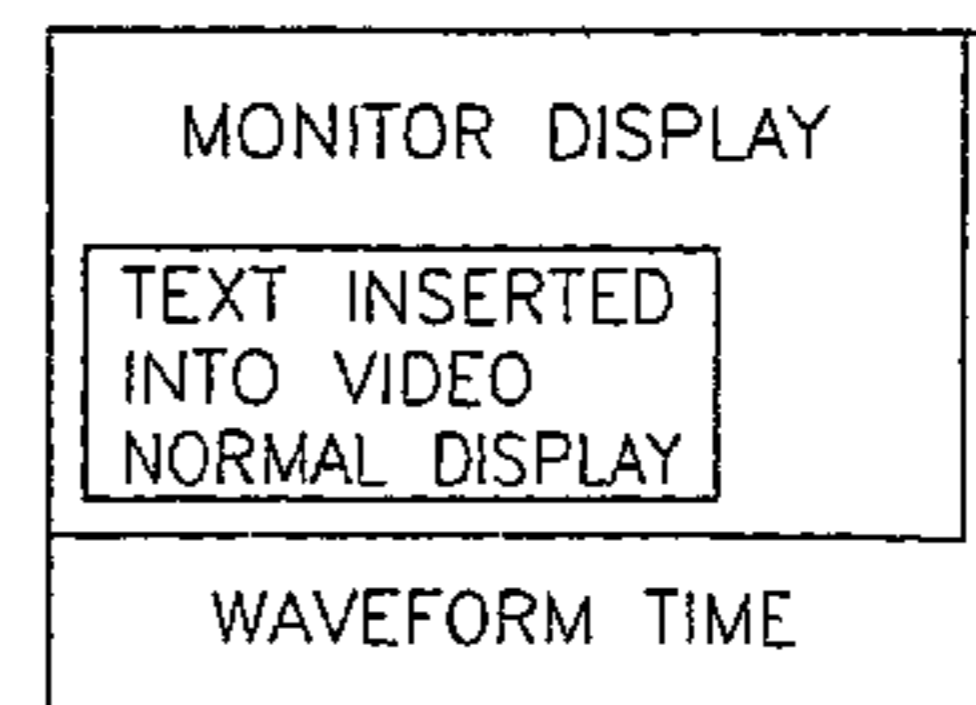 MONITOR DISPLAY
TEXT INSERTED
INTO VIDEO
NORMAL DISPLAY
WAVEFORM TIME